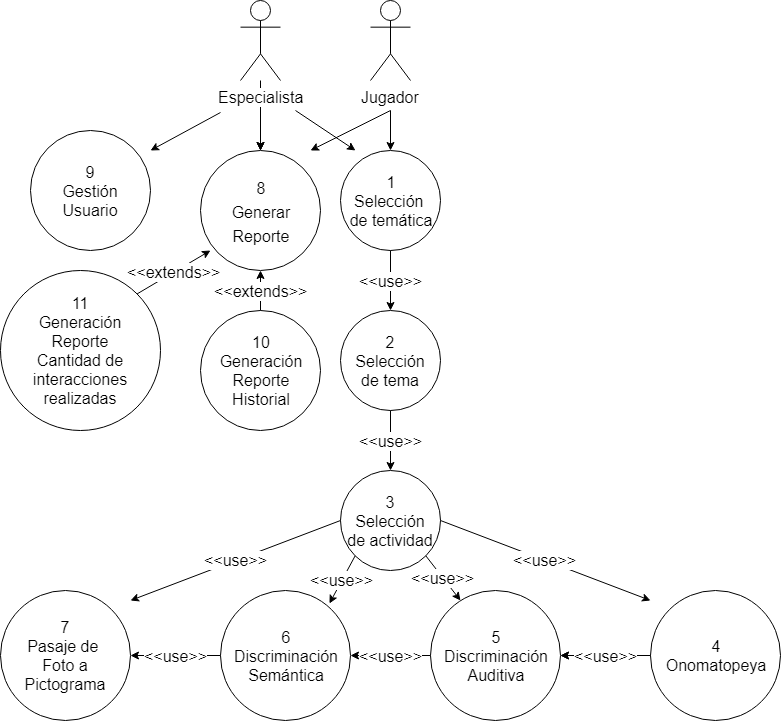 Especialista
Jugador
9
Gestión
Usuario
8
Generar
Reporte
1
Selección
de temática
<<extends>>
<<extends>>
<<use>>
11
Generación
Reporte
Cantidad de
interacciones
realizadas
10
Generación
Reporte
Historial
2
Selección
de tema
<<use>>
3
Selección
de actividad
<<use>>
<<use>>
<<use>>
<<use>>
7
Pasaje de
Foto a
Pictograma
<<use>>
6
Discriminación
Semántica
<<use>>
5
Discriminación
Auditiva
<<use>>
4
Onomatopeya